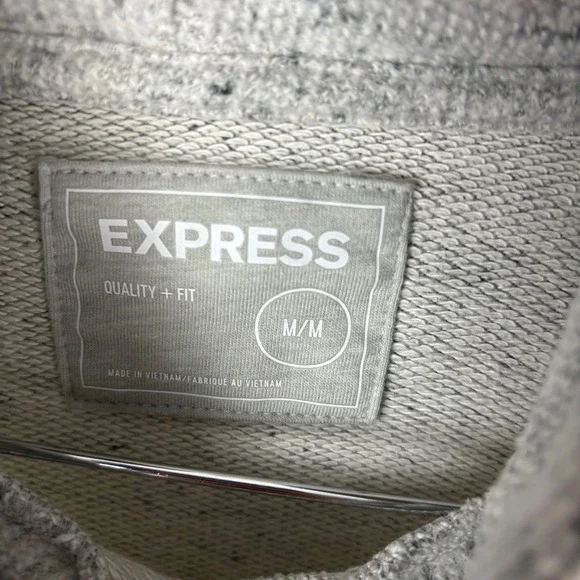 EXPRESS
QUALITY + FIT
M/M
MADE IN VIETNAM/FABRIQUE AU VIETNAM